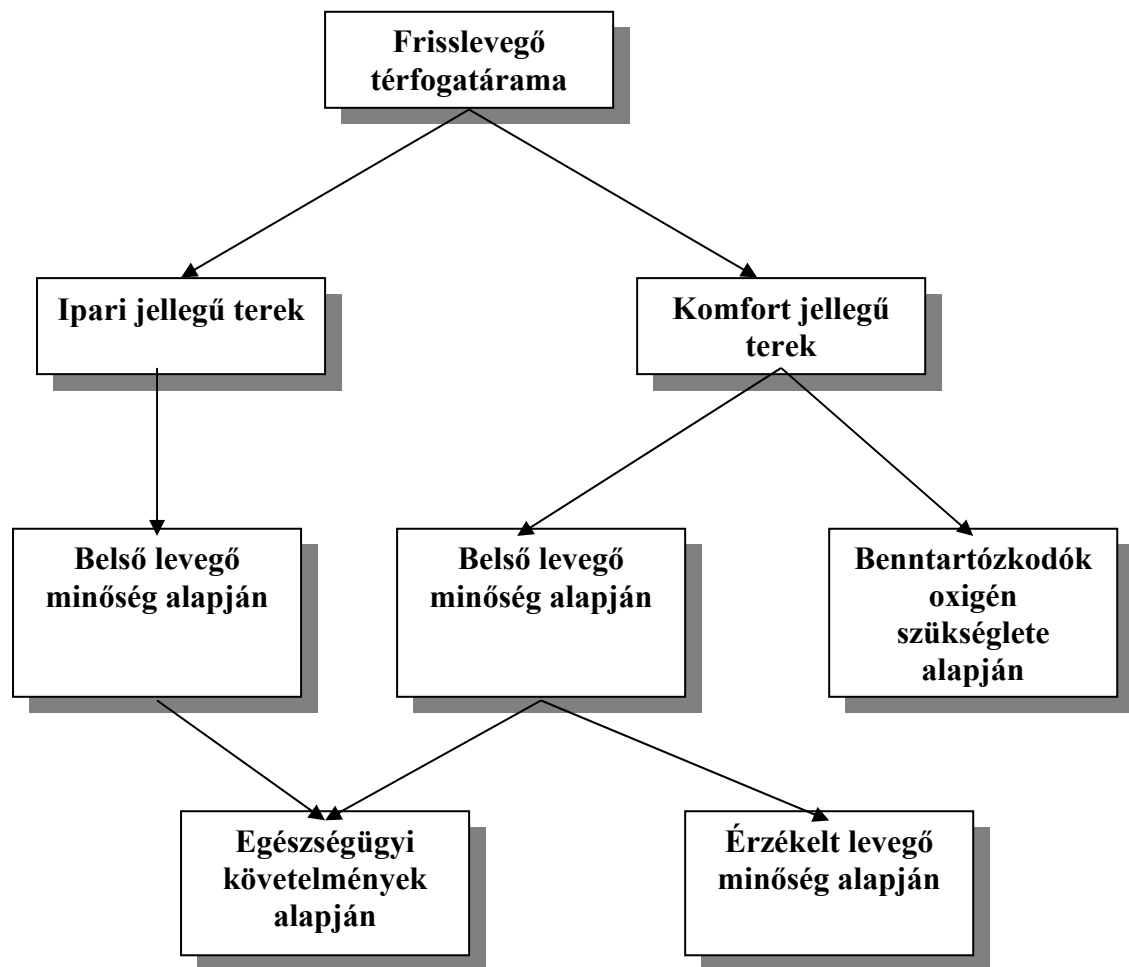 Frisslevegő
térfogatárama
Ipari jellegű terek
Komfort jellegű
terek
Belső levegő
minőség alapján
Belső levegő
minőség alapján
Benntartózkodók
oxigén
szükséglete
alapján
Egészségügyi
követelmények
alapján
Érzékelt levegő
minőség alapján